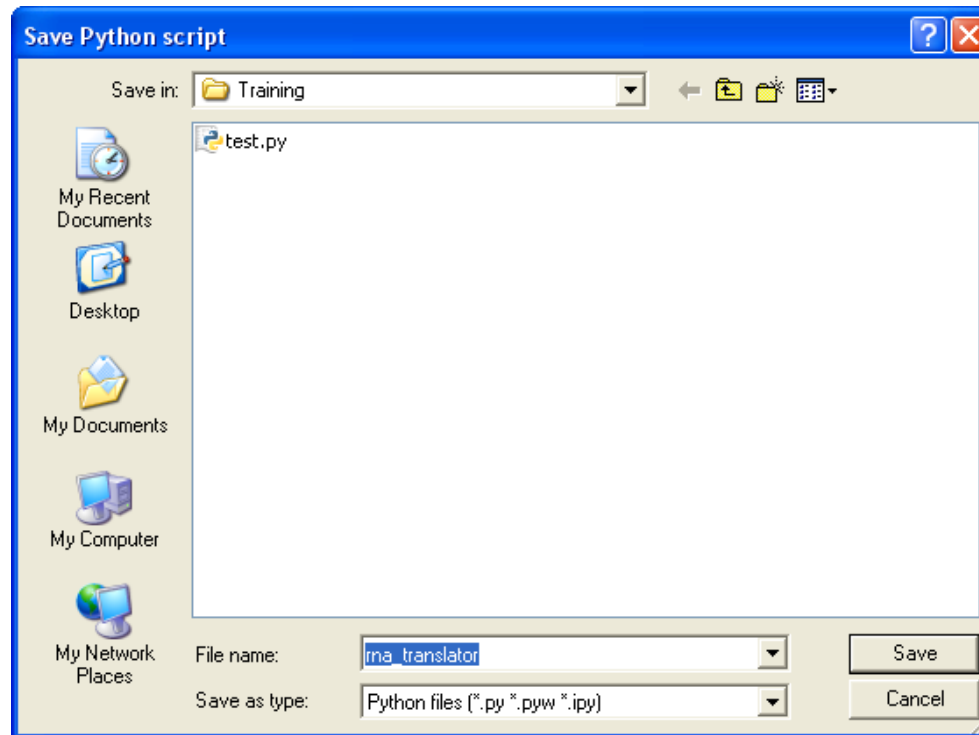 Save Python script
Save in:
Training
test.py
My Recent
Documents
Desktop
My Documents
My Computer
My Network
Places
File name:
rna_translator
Save
Save as type:
Python files (*.py *.pyw *.ipy)
Cancel